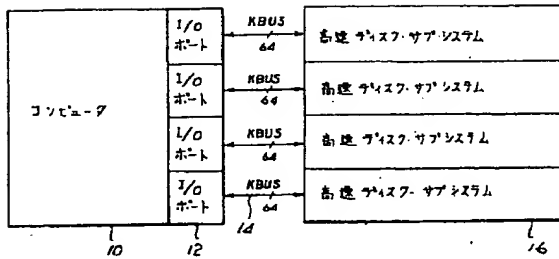 I/O
ポート
KBUS
64
高速ディスク・サブシステム
I/O
ポート
KBUS
64
高速ディスク・サブシステム
コンピュータ
I/O
ポート
KBUS
64
高速ディスク・サブシステム
I/O
ポート
KBUS
64
高速ディスク・サブシステム
10
12
14
16